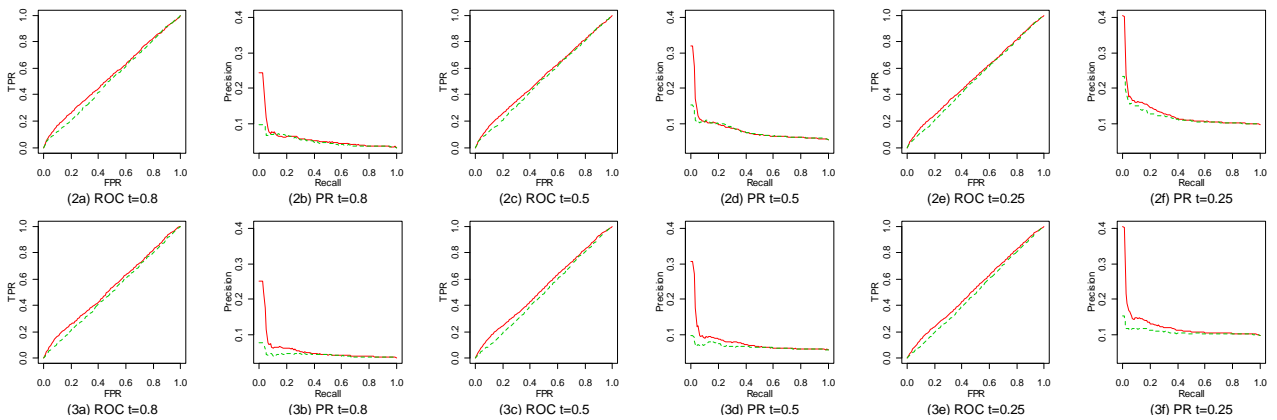 TPR
0.0 0.2 0.4 0.6 0.8 1.0
0.0 0.2 0.4 0.6 0.8 1.0
FPR
(2a) ROC t=0.8
Precision
0.1 0.2 0.3 0.4
0.0 0.2 0.4 0.6 0.8 1.0
Recall
(2b) PR t=0.8
TPR
0.0 0.2 0.4 0.6 0.8 1.0
0.0 0.2 0.4 0.6 0.8 1.0
FPR
(2c) ROC t=0.5
Precision
0.1 0.2 0.3 0.4
0.0 0.2 0.4 0.6 0.8 1.0
Recall
(2d) PR t=0.5
TPR
0.0 0.2 0.4 0.6 0.8 1.0
0.0 0.2 0.4 0.6 0.8 1.0
FPR
(2e) ROC t=0.25
Precision
0.1 0.2 0.3 0.4
0.0 0.2 0.4 0.6 0.8 1.0
Recall
(2f) PR t=0.25
TPR
0.0 0.2 0.4 0.6 0.8 1.0
0.0 0.2 0.4 0.6 0.8 1.0
FPR
(3a) ROC t=0.8
Precision
0.1 0.2 0.3 0.4
0.0 0.2 0.4 0.6 0.8 1.0
Recall
(3b) PR t=0.8
TPR
0.0 0.2 0.4 0.6 0.8 1.0
0.0 0.2 0.4 0.6 0.8 1.0
FPR
(3c) ROC t=0.5
Precision
0.1 0.2 0.3 0.4
0.0 0.2 0.4 0.6 0.8 1.0
Recall
(3d) PR t=0.5
TPR
0.0 0.2 0.4 0.6 0.8 1.0
0.0 0.2 0.4 0.6 0.8 1.0
FPR
(3e) ROC t=0.25
Precision
0.1 0.2 0.3 0.4
0.0 0.2 0.4 0.6 0.8 1.0
Recall
(3f) PR t=0.25